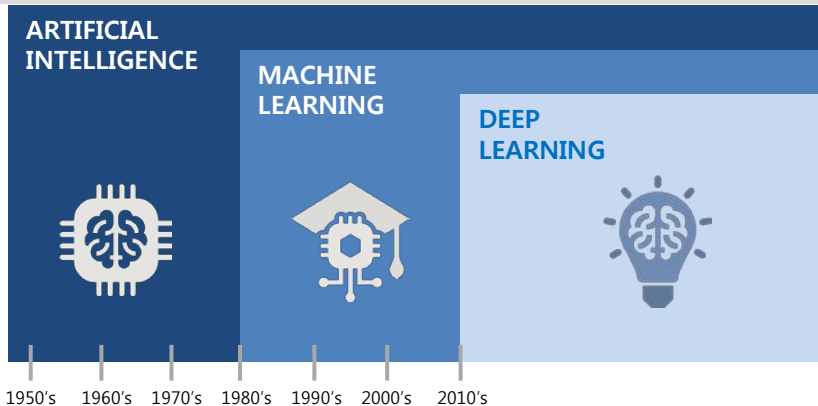 ARTIFICIAL
INTELLIGENCE
MACHINE
LEARNING
DEEP
LEARNING
1950's 1960's 1970's 1980's 1990's 2000's 2010's